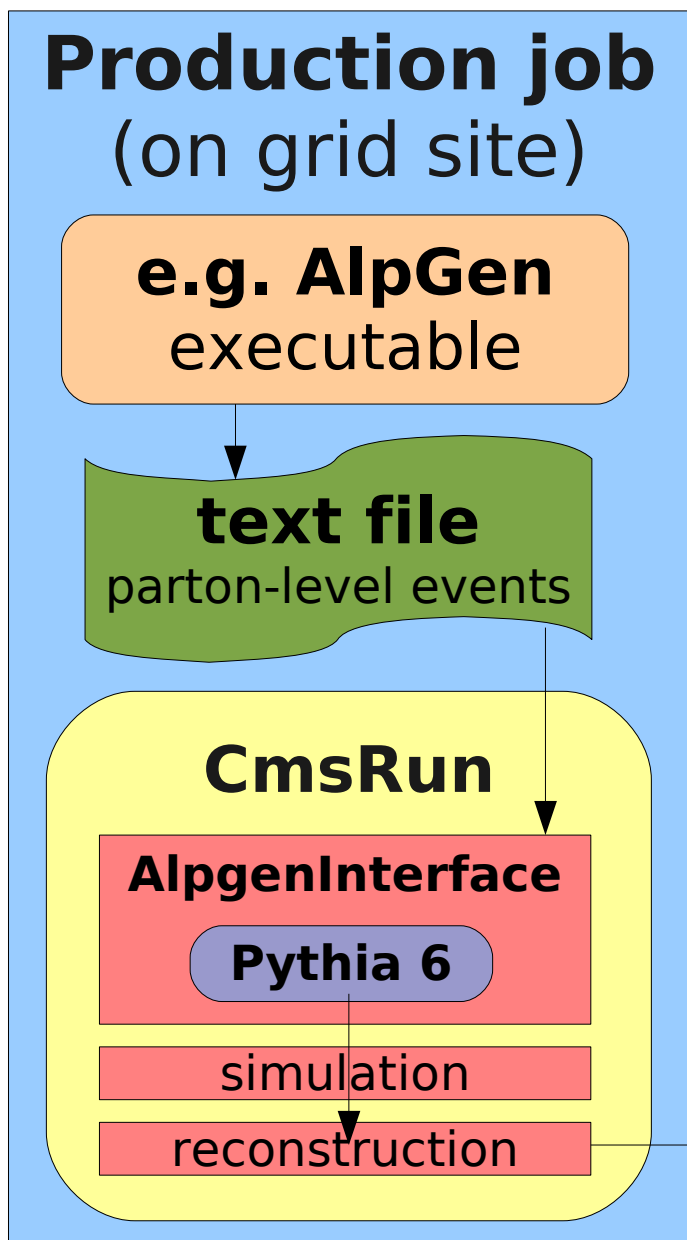 Production job
(on grid site)
e.g. AlpGen
executable
text file
parton-level events
CmsRun
AlpgenInterface
Pythia 6
simulation
reconstruction